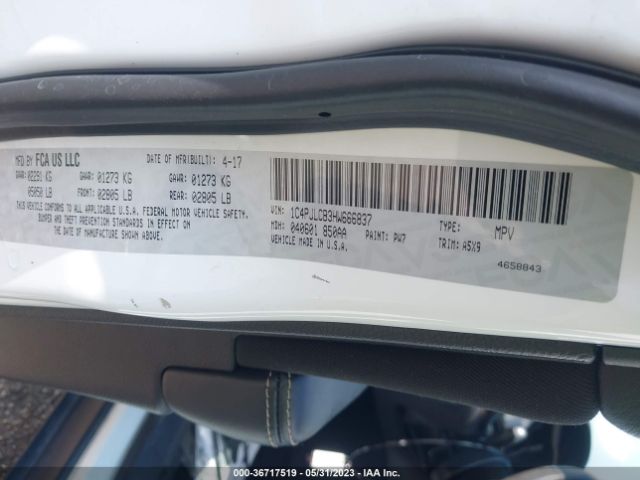 MFD BY FCA US LLC DATE OF MFR(BUILT): 4-17
GVWR: 02291 KG GAWR: 01273 KG GAWR: 01273 KG
05050 LB FRONT: 02805 LB REAR: 02805 LB
THIS VEHICLE CONFORMS TO ALL APPLICABLE U.S.A. FEDERAL MOTOR VEHICLE SAFETY,
BUMPER AND THEFT PREVENTION STANDARDS IN EFFECT ON THE DATE OF
MANUFACTURE SHOWN ABOVE.
VIN: 1C4PJLCB3HW666837 TYPE: MPV
MDH: 040601 850AA PAINT: PW7 TRIM: A5X9
VEHICLE MADE IN U.S.A.
4658843
000-36717519 - 05/31/2023 - IAA Inc.